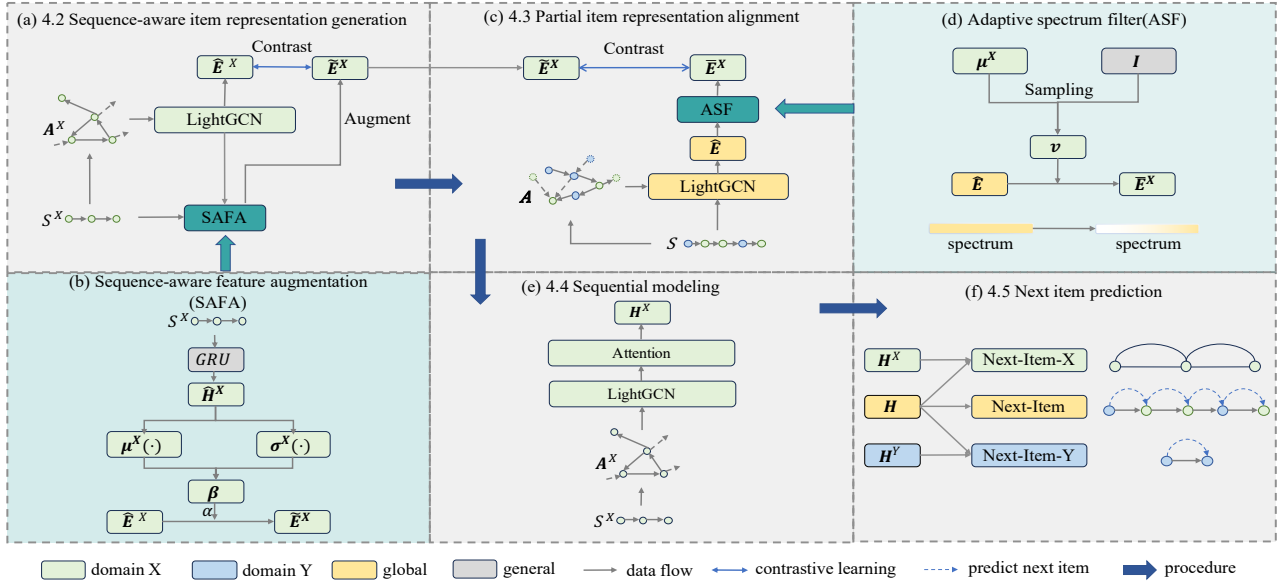 (a) 4.2 Sequence-aware item representation generation
Contrast
Ê^X
Ẽ^X
A^X
LightGCN
Augment
S^X
SAFA
(b) Sequence-aware feature augmentation
(SAFA)
S^X
GRU
Ĥ^X
μ^X(·)
σ^X(·)
β
α
Ê^X
Ẽ^X
(c) 4.3 Partial item representation alignment
Contrast
Ẽ^X
Ē^X
ASF
Ê
A
LightGCN
S
(d) Adaptive spectrum filter(ASF)
μ^X
I
Sampling
v
Ê
Ē^X
spectrum
spectrum
(e) 4.4 Sequential modeling
H^X
Attention
LightGCN
A^X
S^X
(f) 4.5 Next item prediction
H^X
Next-Item-X
H
Next-Item
H^Y
Next-Item-Y
domain X
domain Y
global
general
data flow
contrastive learning
predict next item
procedure